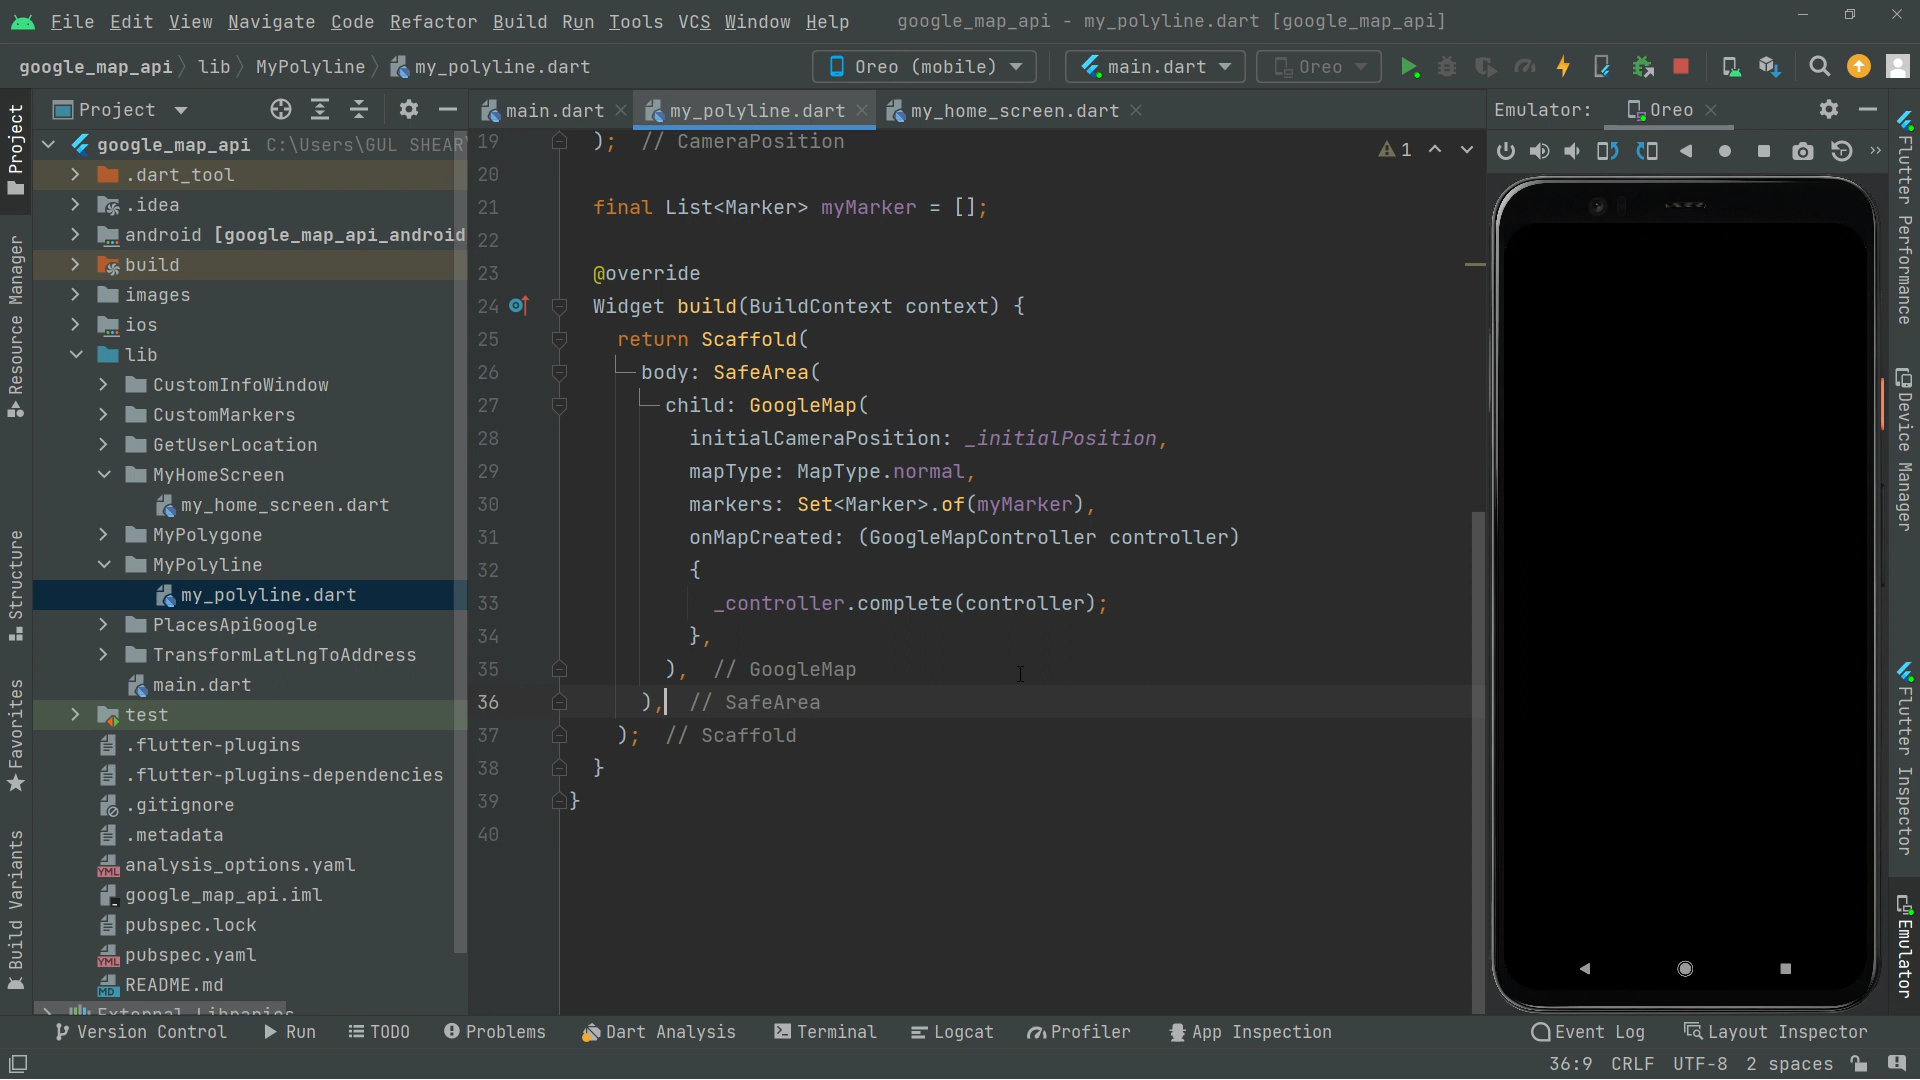 File Edit View Navigate Code Refactor Build Run Tools VCS Window Help google_map_api - my_polyline.dart [google_map_api]
google_map_api lib MyPolyline my_polyline.dart Oreo (mobile) main.dart Oreo
Project
main.dart my_polyline.dart my_home_screen.dart
Emulator: Oreo
google_map_api C:\Users\GUL SHEAR
.dart_tool
.idea
android [google_map_api_android
build
images
ios
lib
CustomInfoWindow
CustomMarkers
GetUserLocation
MyHomeScreen
my_home_screen.dart
MyPolygone
MyPolyline
my_polyline.dart
PlacesApiGoogle
TransformLatLngToAddress
main.dart
test
.flutter-plugins
.flutter-plugins-dependencies
.gitignore
.metadata
analysis_options.yaml
google_map_api.iml
pubspec.lock
pubspec.yaml
README.md
External Libraries
19 ); // CameraPosition
1
20
21 final List<Marker> myMarker = [];
22
23 @override
24 Widget build(BuildContext context) {
25 return Scaffold(
26 body: SafeArea(
27 child: GoogleMap(
28 initialCameraPosition: _initialPosition,
29 mapType: MapType.normal,
30 markers: Set<Marker>.of(myMarker),
31 onMapCreated: (GoogleMapController controller)
32 {
33 _controller.complete(controller);
34 },
35 ), // GoogleMap
36 ), // SafeArea
37 ); // Scaffold
38 }
39 }
40
Project
Resource Manager
Structure
Favorites
Build Variants
Flutter Performance
Device Manager
Flutter Inspector
Emulator
Version Control Run TODO Problems Dart Analysis Terminal Logcat Profiler App Inspection Event Log Layout Inspector
36:9 CRLF UTF-8 2 spaces